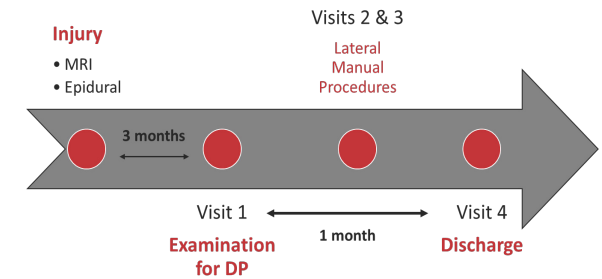 Injury
• MRI
• Epidural
3 months
Visits 2 & 3
Lateral
Manual
Procedures
Visit 1
Examination
for DP
1 month
Visit 4
Discharge